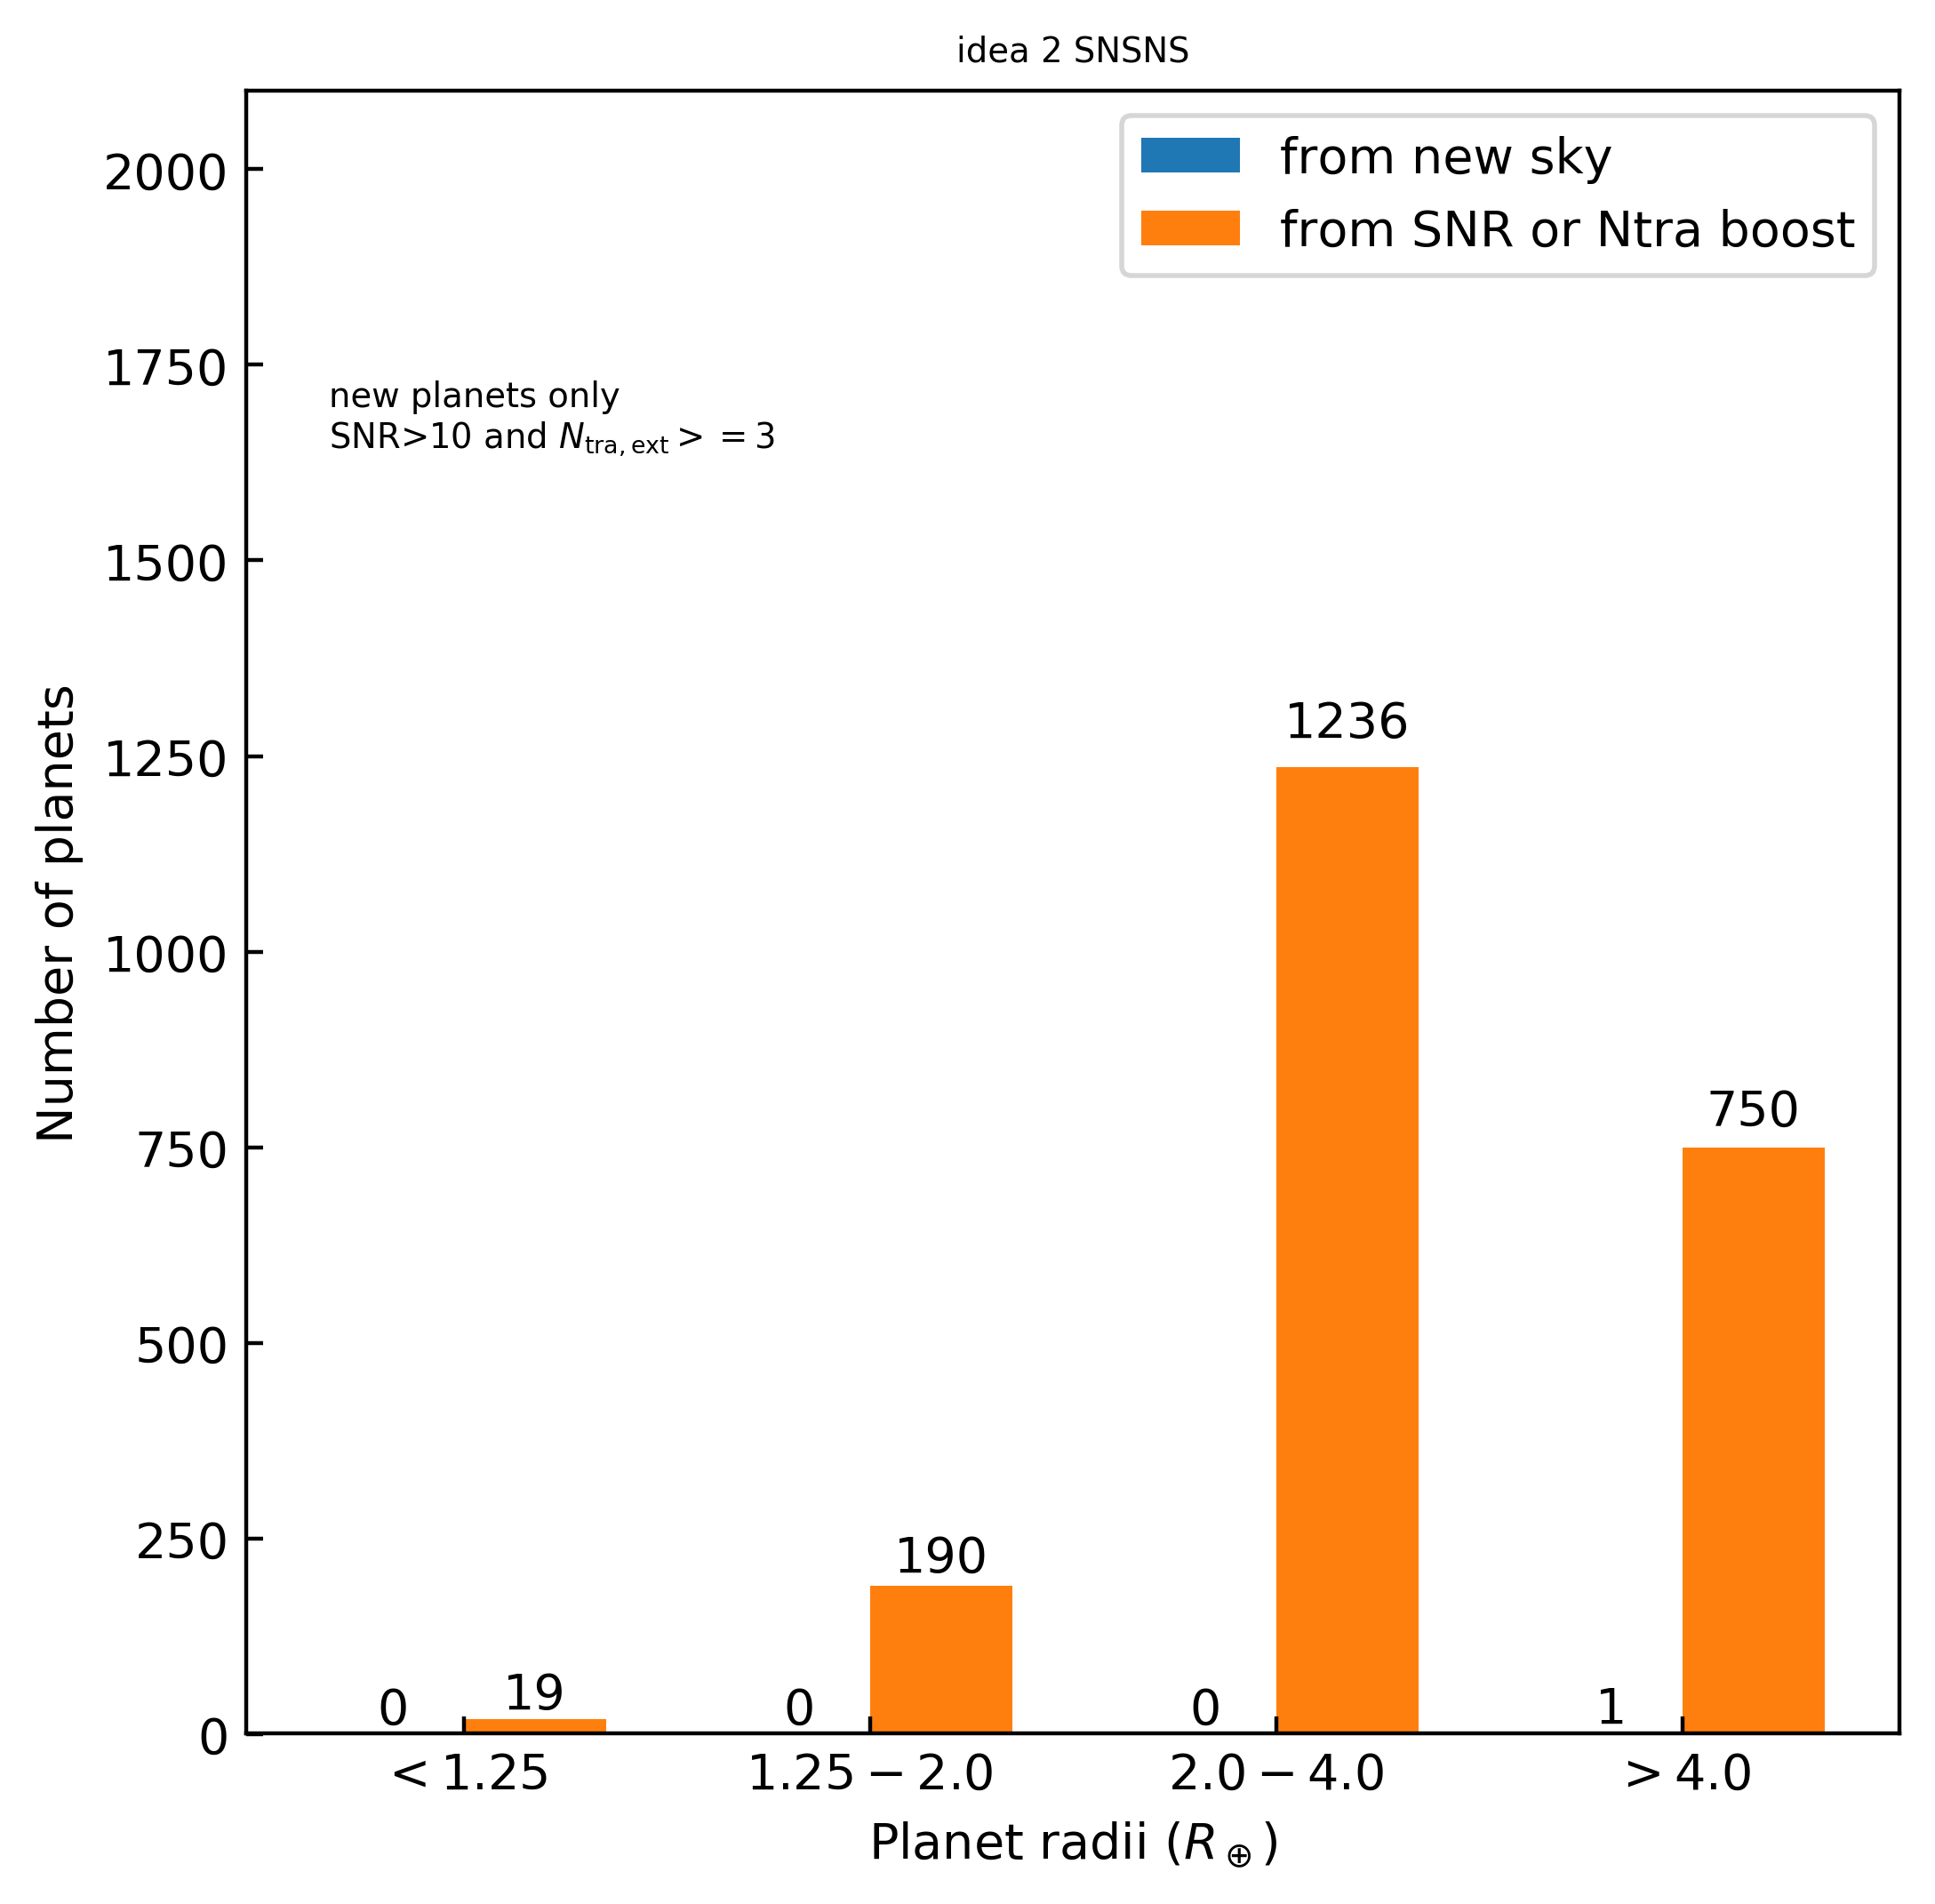 idea 2 SNSNS
from new sky
from SNR or Ntra boost
new planets only
SNR>10 and N_tra,ext >= 3
Number of planets
2000
1750
1500
1250
1000
750
500
250
0
0
19
0
190
0
1236
1
750
< 1.25
1.25 − 2.0
2.0 − 4.0
> 4.0
Planet radii (R⊕)